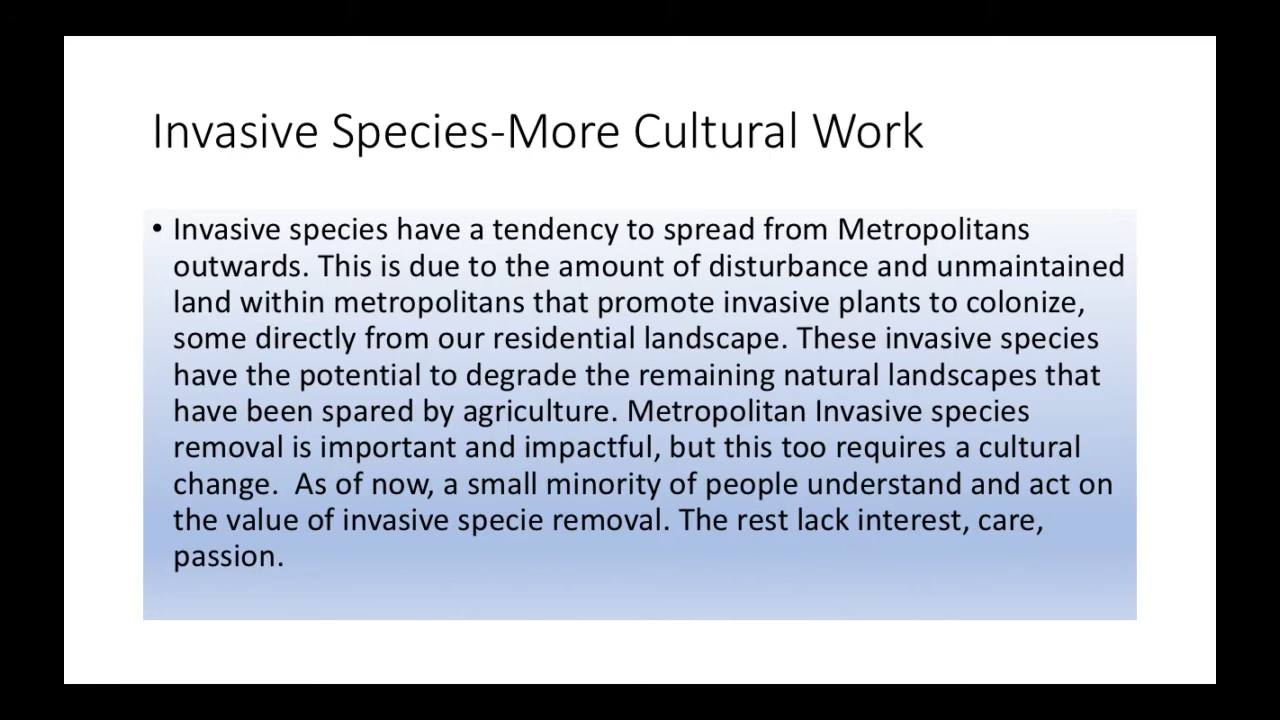 Invasive Species-More Cultural Work
• Invasive species have a tendency to spread from Metropolitans
outwards. This is due to the amount of disturbance and unmaintained
land within metropolitans that promote invasive plants to colonize,
some directly from our residential landscape. These invasive species
have the potential to degrade the remaining natural landscapes that
have been spared by agriculture. Metropolitan Invasive species
removal is important and impactful, but this too requires a cultural
change.  As of now, a small minority of people understand and act on
the value of invasive specie removal. The rest lack interest, care,
passion.